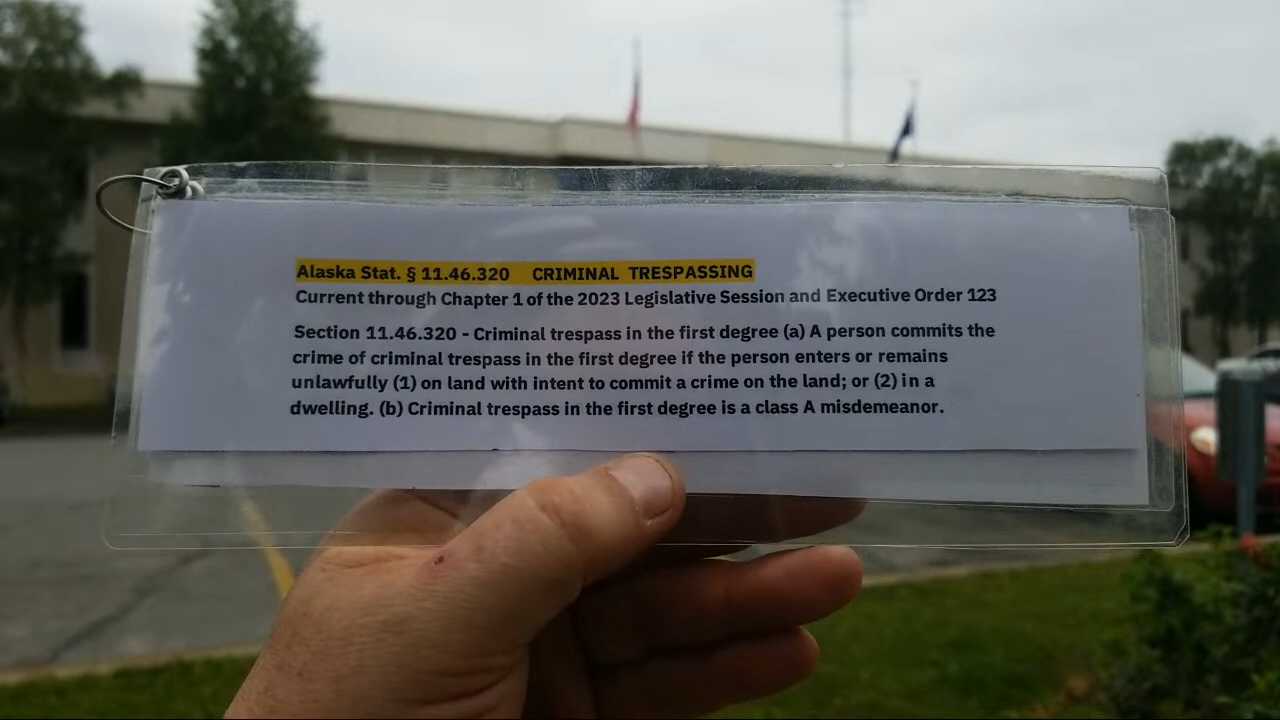 Alaska Stat. § 11.46.320 CRIMINAL TRESPASSING
Current through Chapter 1 of the 2023 Legislative Session and Executive Order 123
Section 11.46.320 - Criminal trespass in the first degree (a) A person commits the
crime of criminal trespass in the first degree if the person enters or remains
unlawfully (1) on land with intent to commit a crime on the land; or (2) in a
dwelling. (b) Criminal trespass in the first degree is a class A misdemeanor.